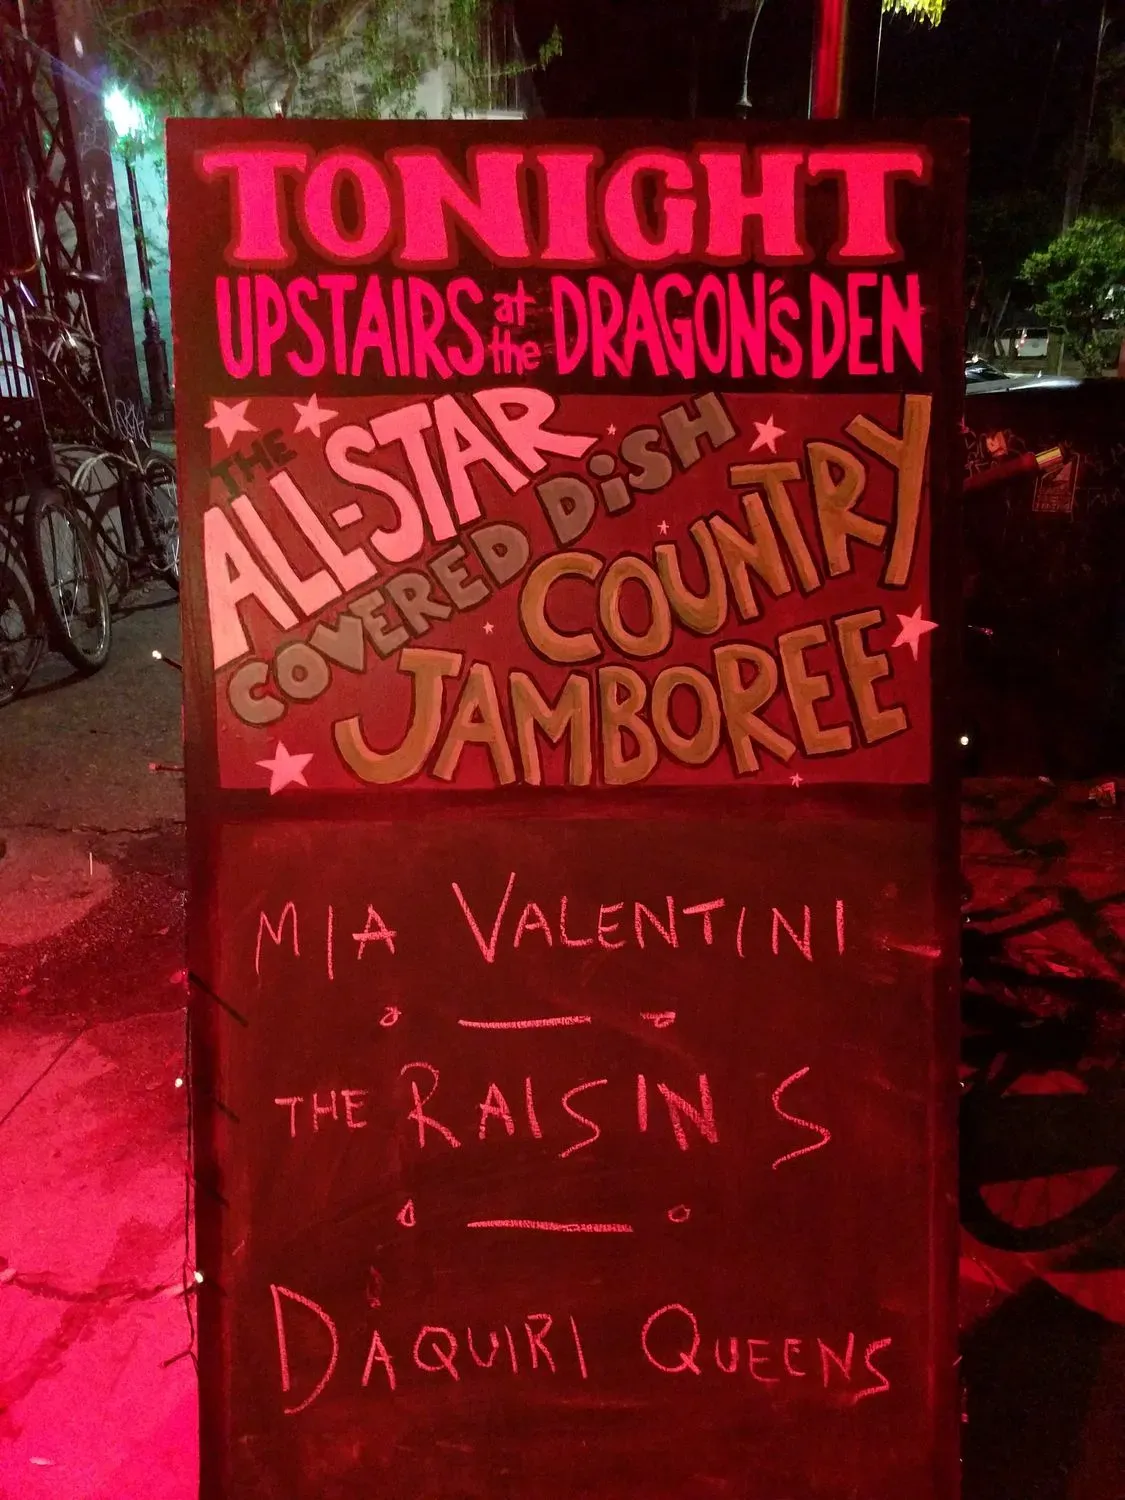 TONIGHT
UPSTAIRS at the DRAGON'S DEN
THE
ALL-STAR
COVERED DiSH
COUNTRY
JAMBOREE
MIA VALENTINI
THE RAISINS
DAQUIRI QUEENS